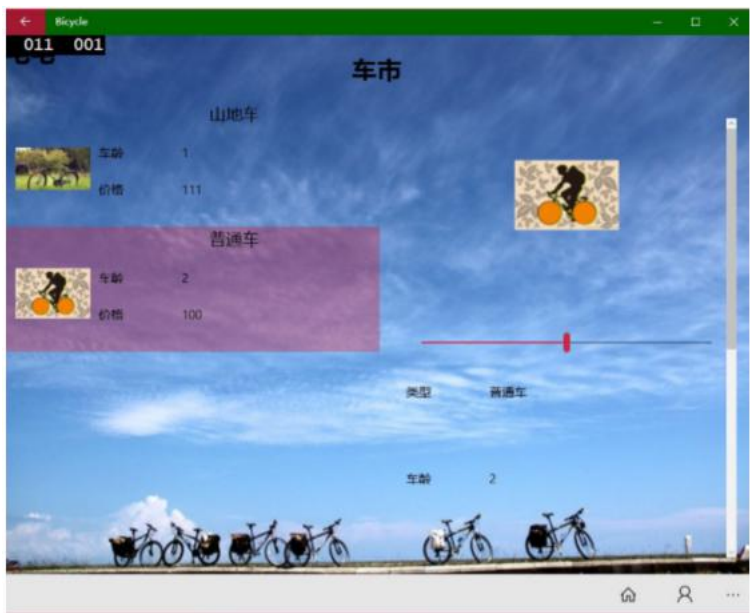 Bicycle
011 001
车市
山地车
车龄 1
价格 111
普通车
车龄 2
价格 100
类型 普通车
车龄 2